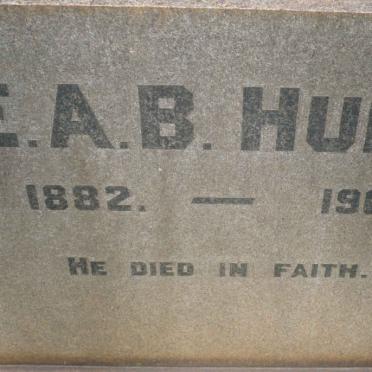 E.A.B. HU
1882. — 19
HE DIED IN FAITH.